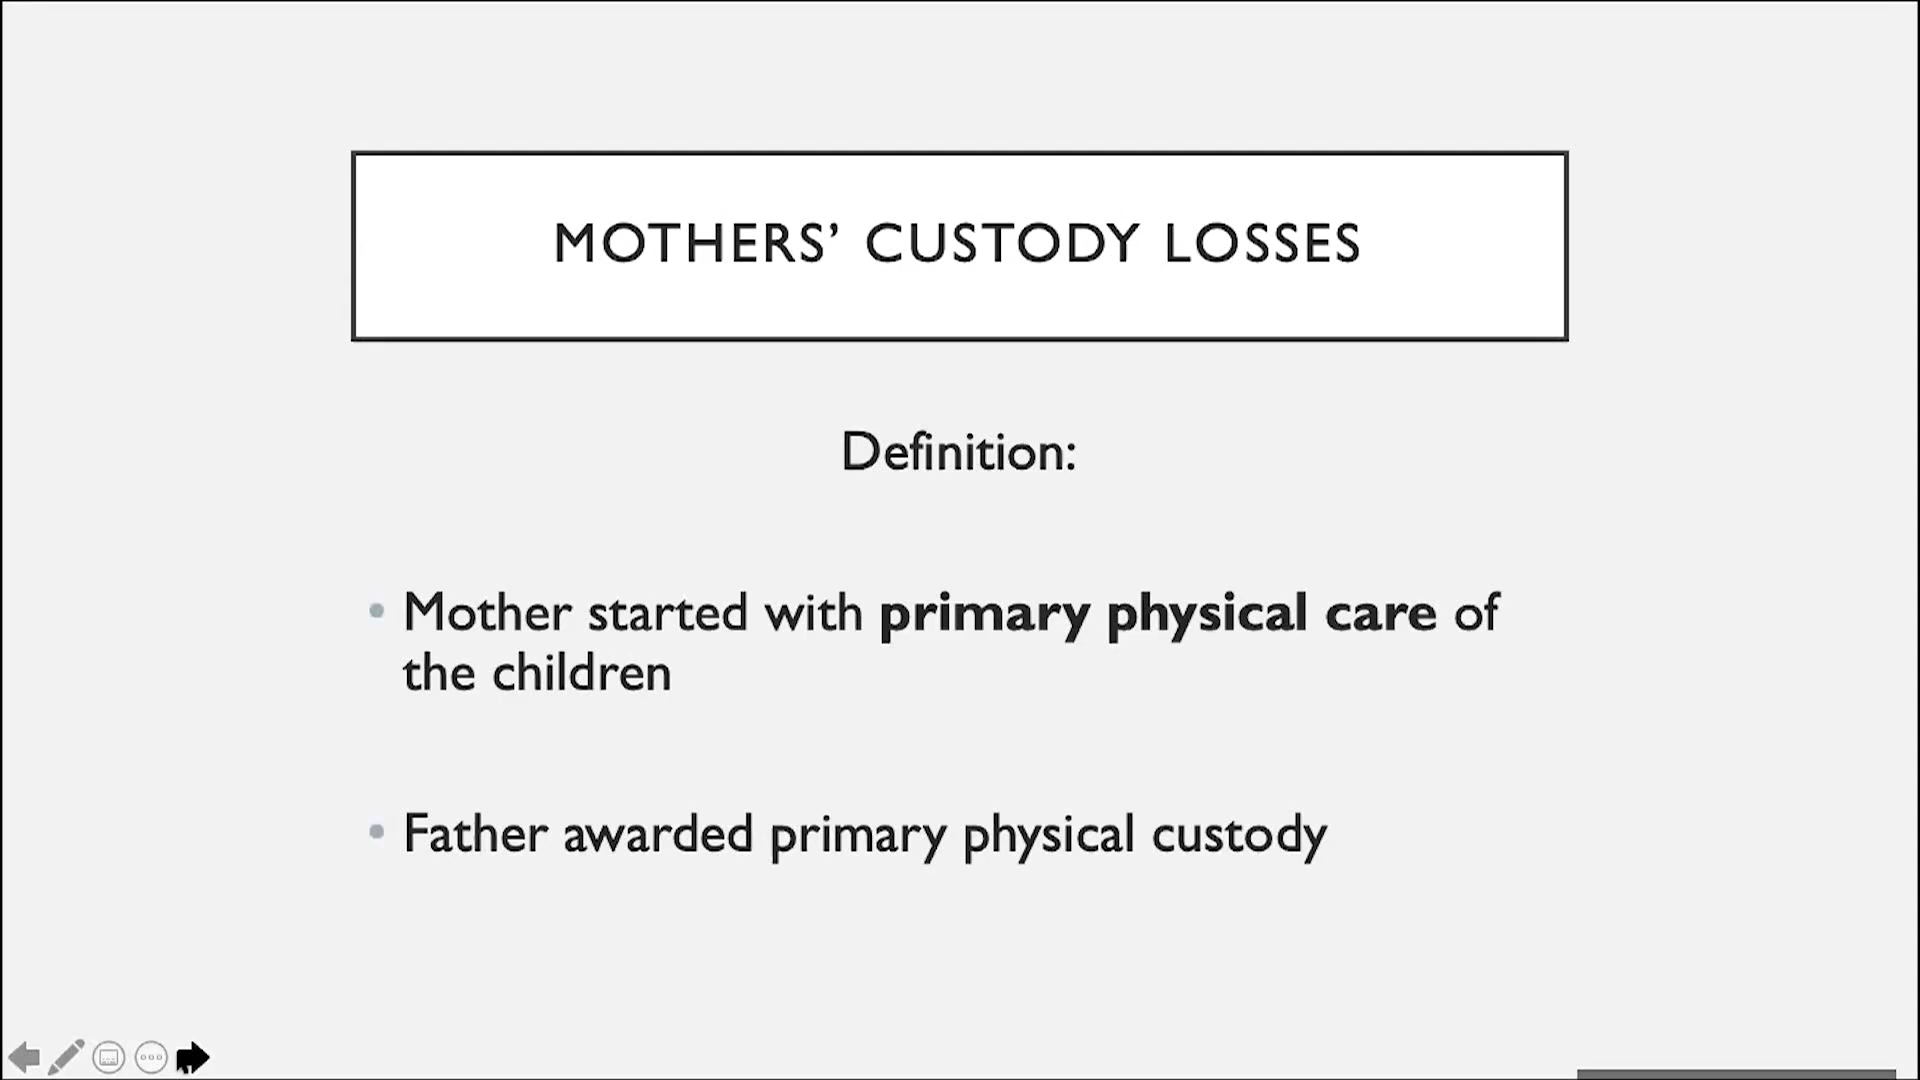 MOTHERS’ CUSTODY LOSSES
Definition:
• Mother started with primary physical care of
the children
• Father awarded primary physical custody